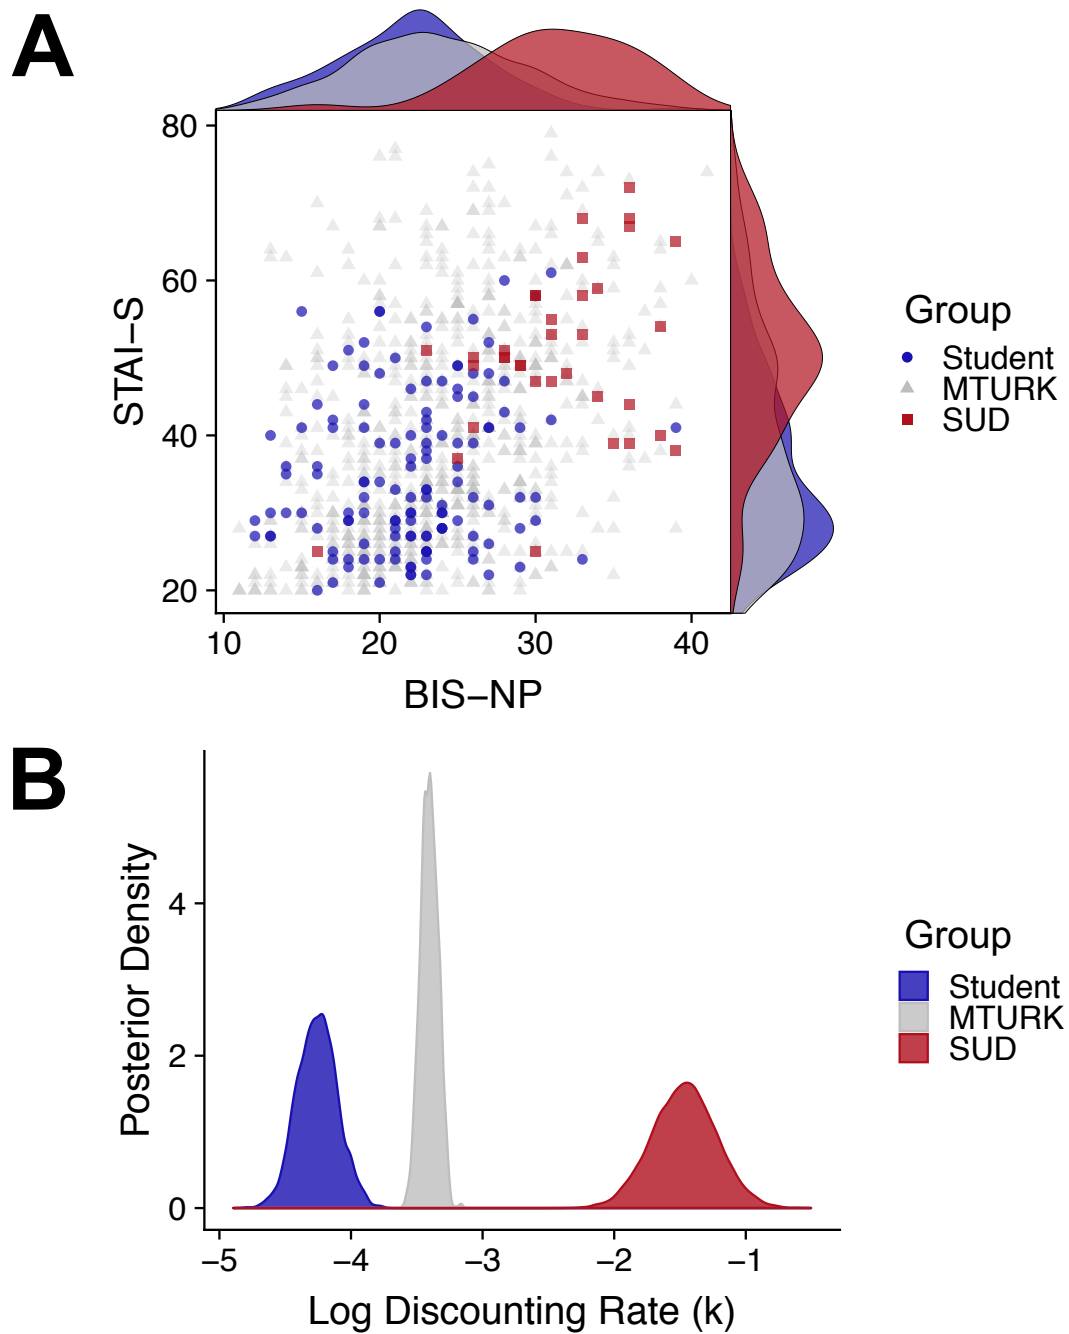 A
80
60
40
20
STAI−S
10 20 30 40
BIS−NP
Group
Student
MTURK
SUD
B
4
2
0
Posterior Density
−5 −4 −3 −2 −1
Log Discounting Rate (k)
Group
Student
MTURK
SUD